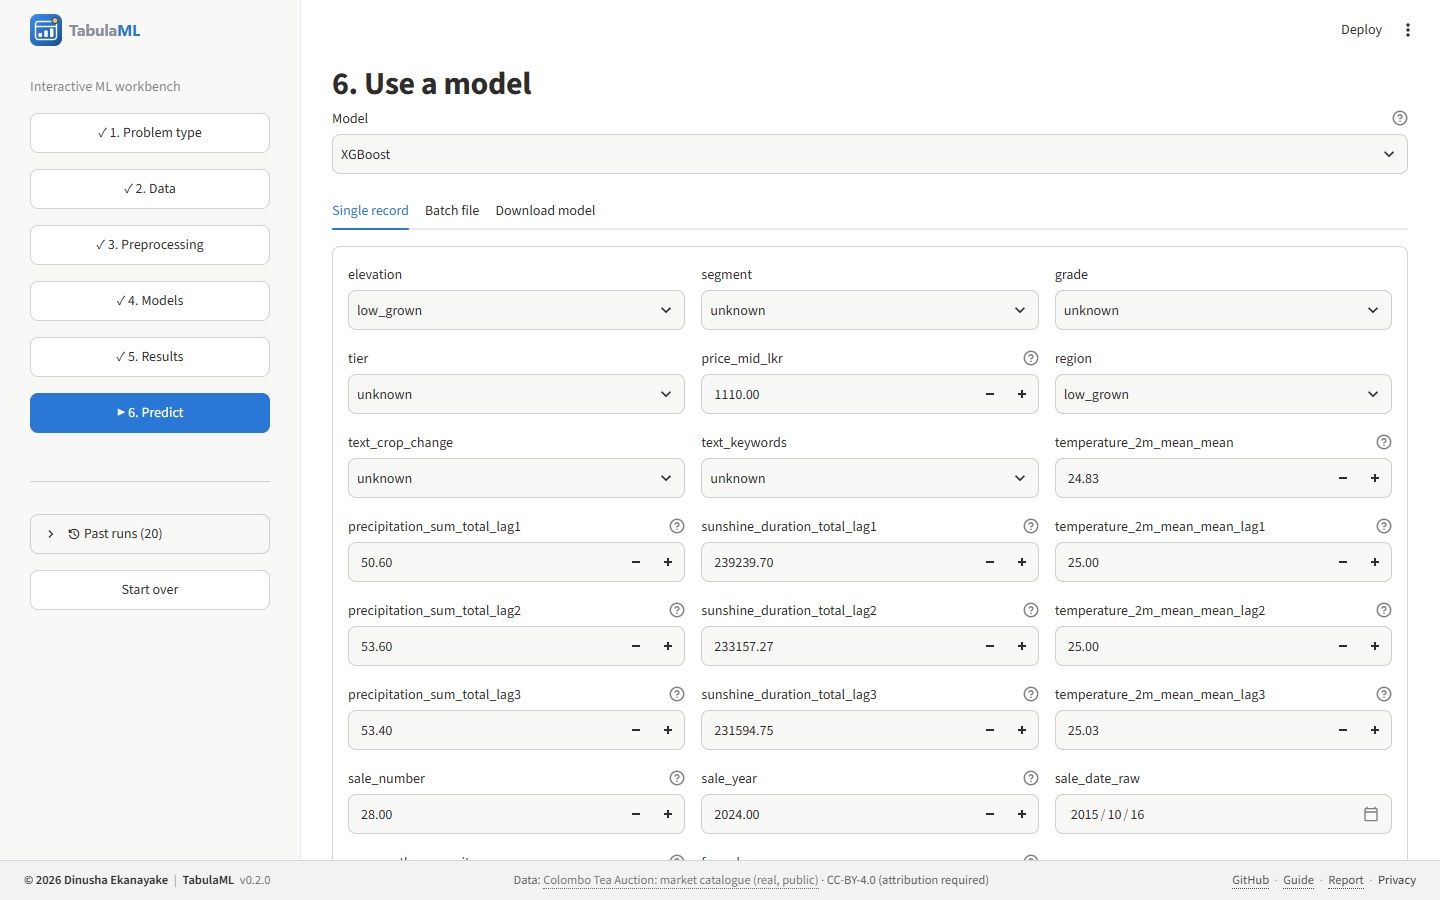 TabulaML
Deploy
Interactive ML workbench
✓ 1. Problem type
✓ 2. Data
✓ 3. Preprocessing
✓ 4. Models
✓ 5. Results
▶ 6. Predict
Past runs (20)
Start over
6. Use a model
Model
XGBoost
Single record Batch file Download model
elevation segment grade
low_grown unknown unknown
tier price_mid_lkr region
unknown 1110.00 low_grown
text_crop_change text_keywords temperature_2m_mean_mean
unknown unknown 24.83
precipitation_sum_total_lag1 sunshine_duration_total_lag1 temperature_2m_mean_mean_lag1
50.60 239239.70 25.00
precipitation_sum_total_lag2 sunshine_duration_total_lag2 temperature_2m_mean_mean_lag2
53.60 233157.27 25.00
precipitation_sum_total_lag3 sunshine_duration_total_lag3 temperature_2m_mean_mean_lag3
53.40 231594.75 25.03
sale_number sale_year sale_date_raw
28.00 2024.00 2015 / 10 / 16
© 2026 Dinusha Ekanayake | TabulaML v0.2.0
Data: Colombo Tea Auction: market catalogue (real, public) · CC-BY-4.0 (attribution required)
GitHub · Guide · Report · Privacy